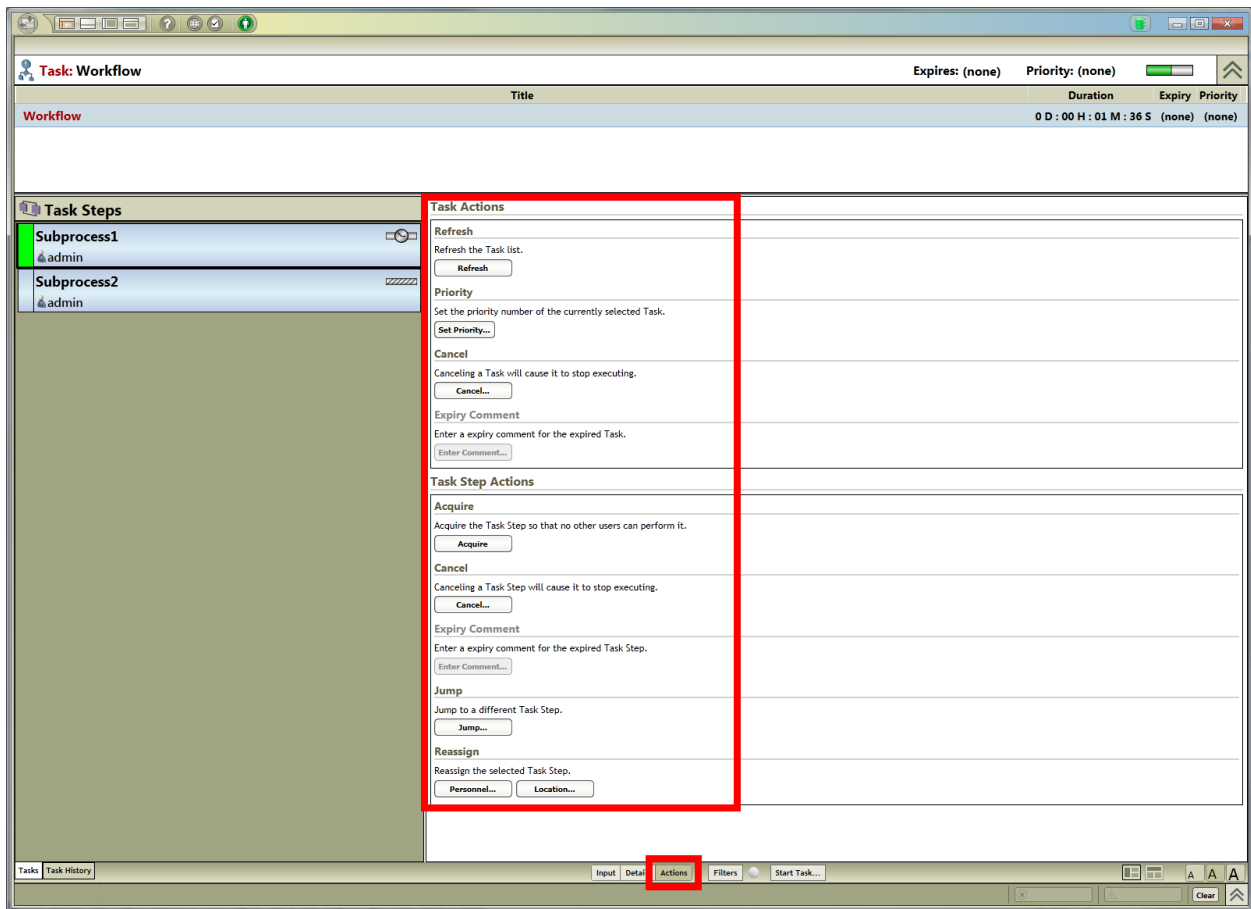 Task: Workflow
Expires: (none) Priority: (none)
Title Duration Expiry Priority
Workflow 0 D : 00 H : 01 M : 36 S (none) (none)
Task Steps
Subprocess1
admin
Subprocess2
admin
Task Actions
Refresh
Refresh the Task list.
Refresh
Priority
Set the priority number of the currently selected Task.
Set Priority...
Cancel
Canceling a Task will cause it to stop executing.
Cancel...
Expiry Comment
Enter a expiry comment for the expired Task.
Enter Comment...
Task Step Actions
Acquire
Acquire the Task Step so that no other users can perform it.
Acquire
Cancel
Canceling a Task Step will cause it to stop executing.
Cancel...
Expiry Comment
Enter a expiry comment for the expired Task Step.
Enter Comment...
Jump
Jump to a different Task Step.
Jump...
Reassign
Reassign the selected Task Step.
Personnel... Location...
Tasks Task History Input Detai Actions Filters Start Task... A A A
Clear